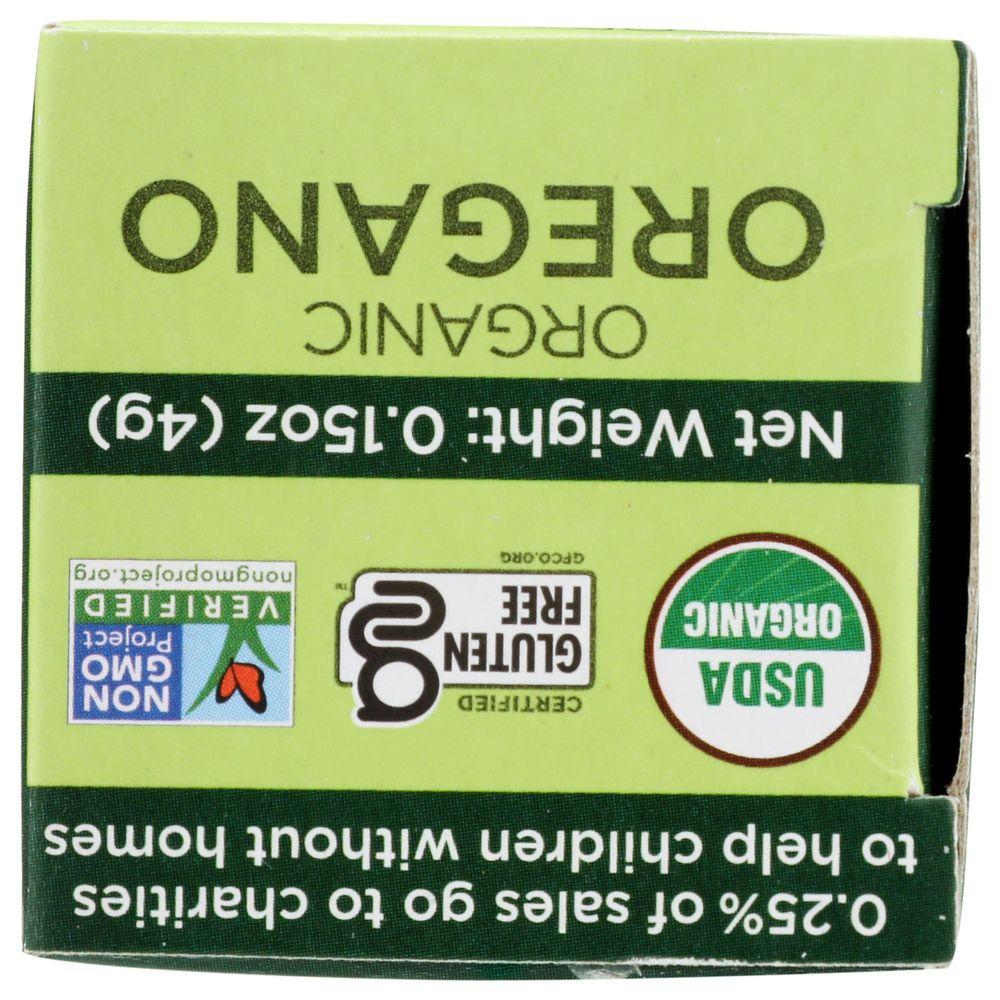 0.25% of sales go to charities
to help children without homes
USDA
ORGANIC
CERTIFIED
GLUTEN
FREE
GFCO.ORG
™
NON
GMO
Project
VERIFIED
nongmoproject.org
Net Weight: 0.15oz (4g)
ORGANIC
OREGANO